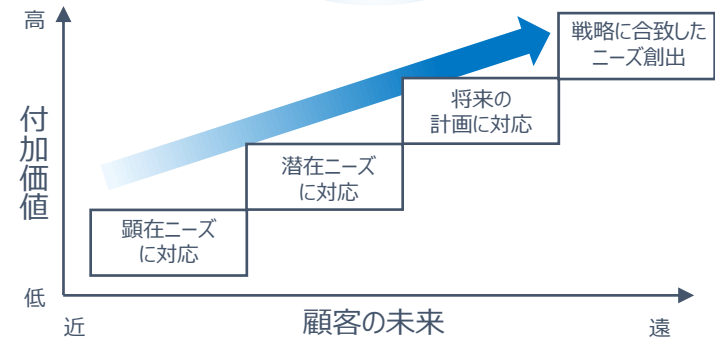 高
戦略に合致した
ニーズ創出
将来の
計画に対応
付加価値
潜在ニーズ
に対応
顕在ニーズ
に対応
低
近
顧客の未来
遠